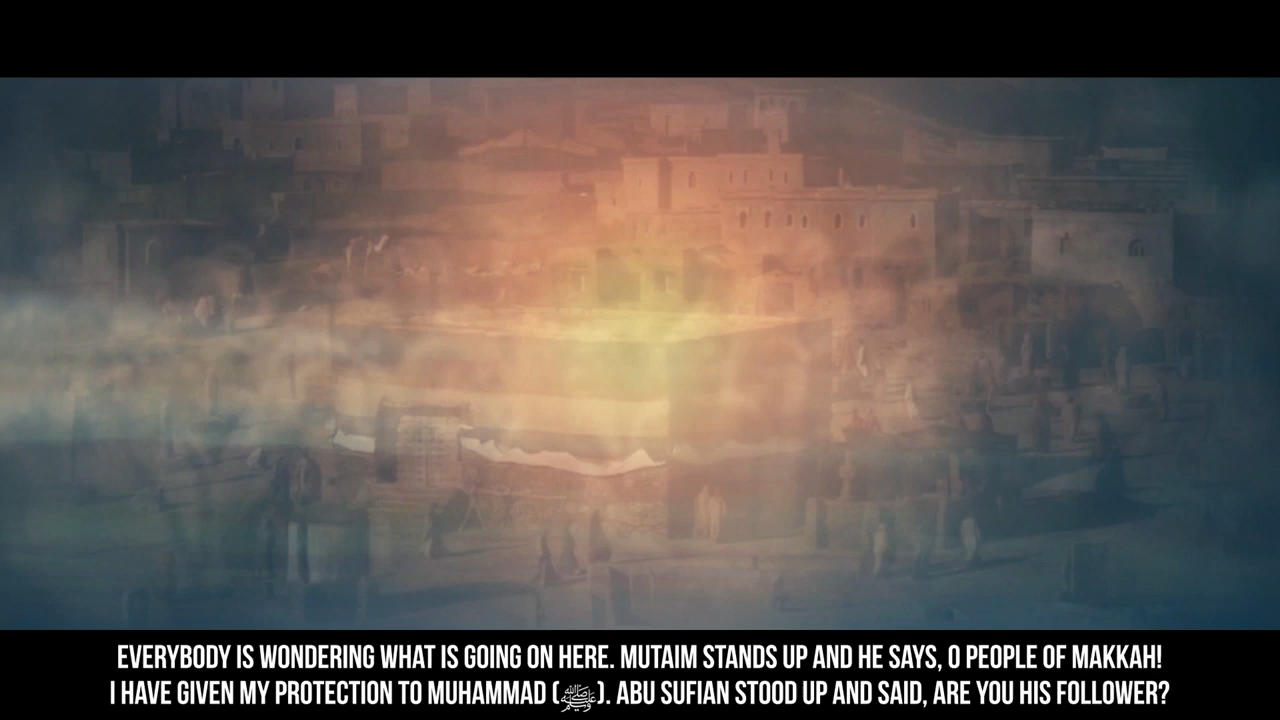 EVERYBODY IS WONDERING WHAT IS GOING ON HERE. MUTAIM STANDS UP AND HE SAYS, O PEOPLE OF MAKKAH!
I HAVE GIVEN MY PROTECTION TO MUHAMMAD (ﷺ). ABU SUFIAN STOOD UP AND SAID, ARE YOU HIS FOLLOWER?